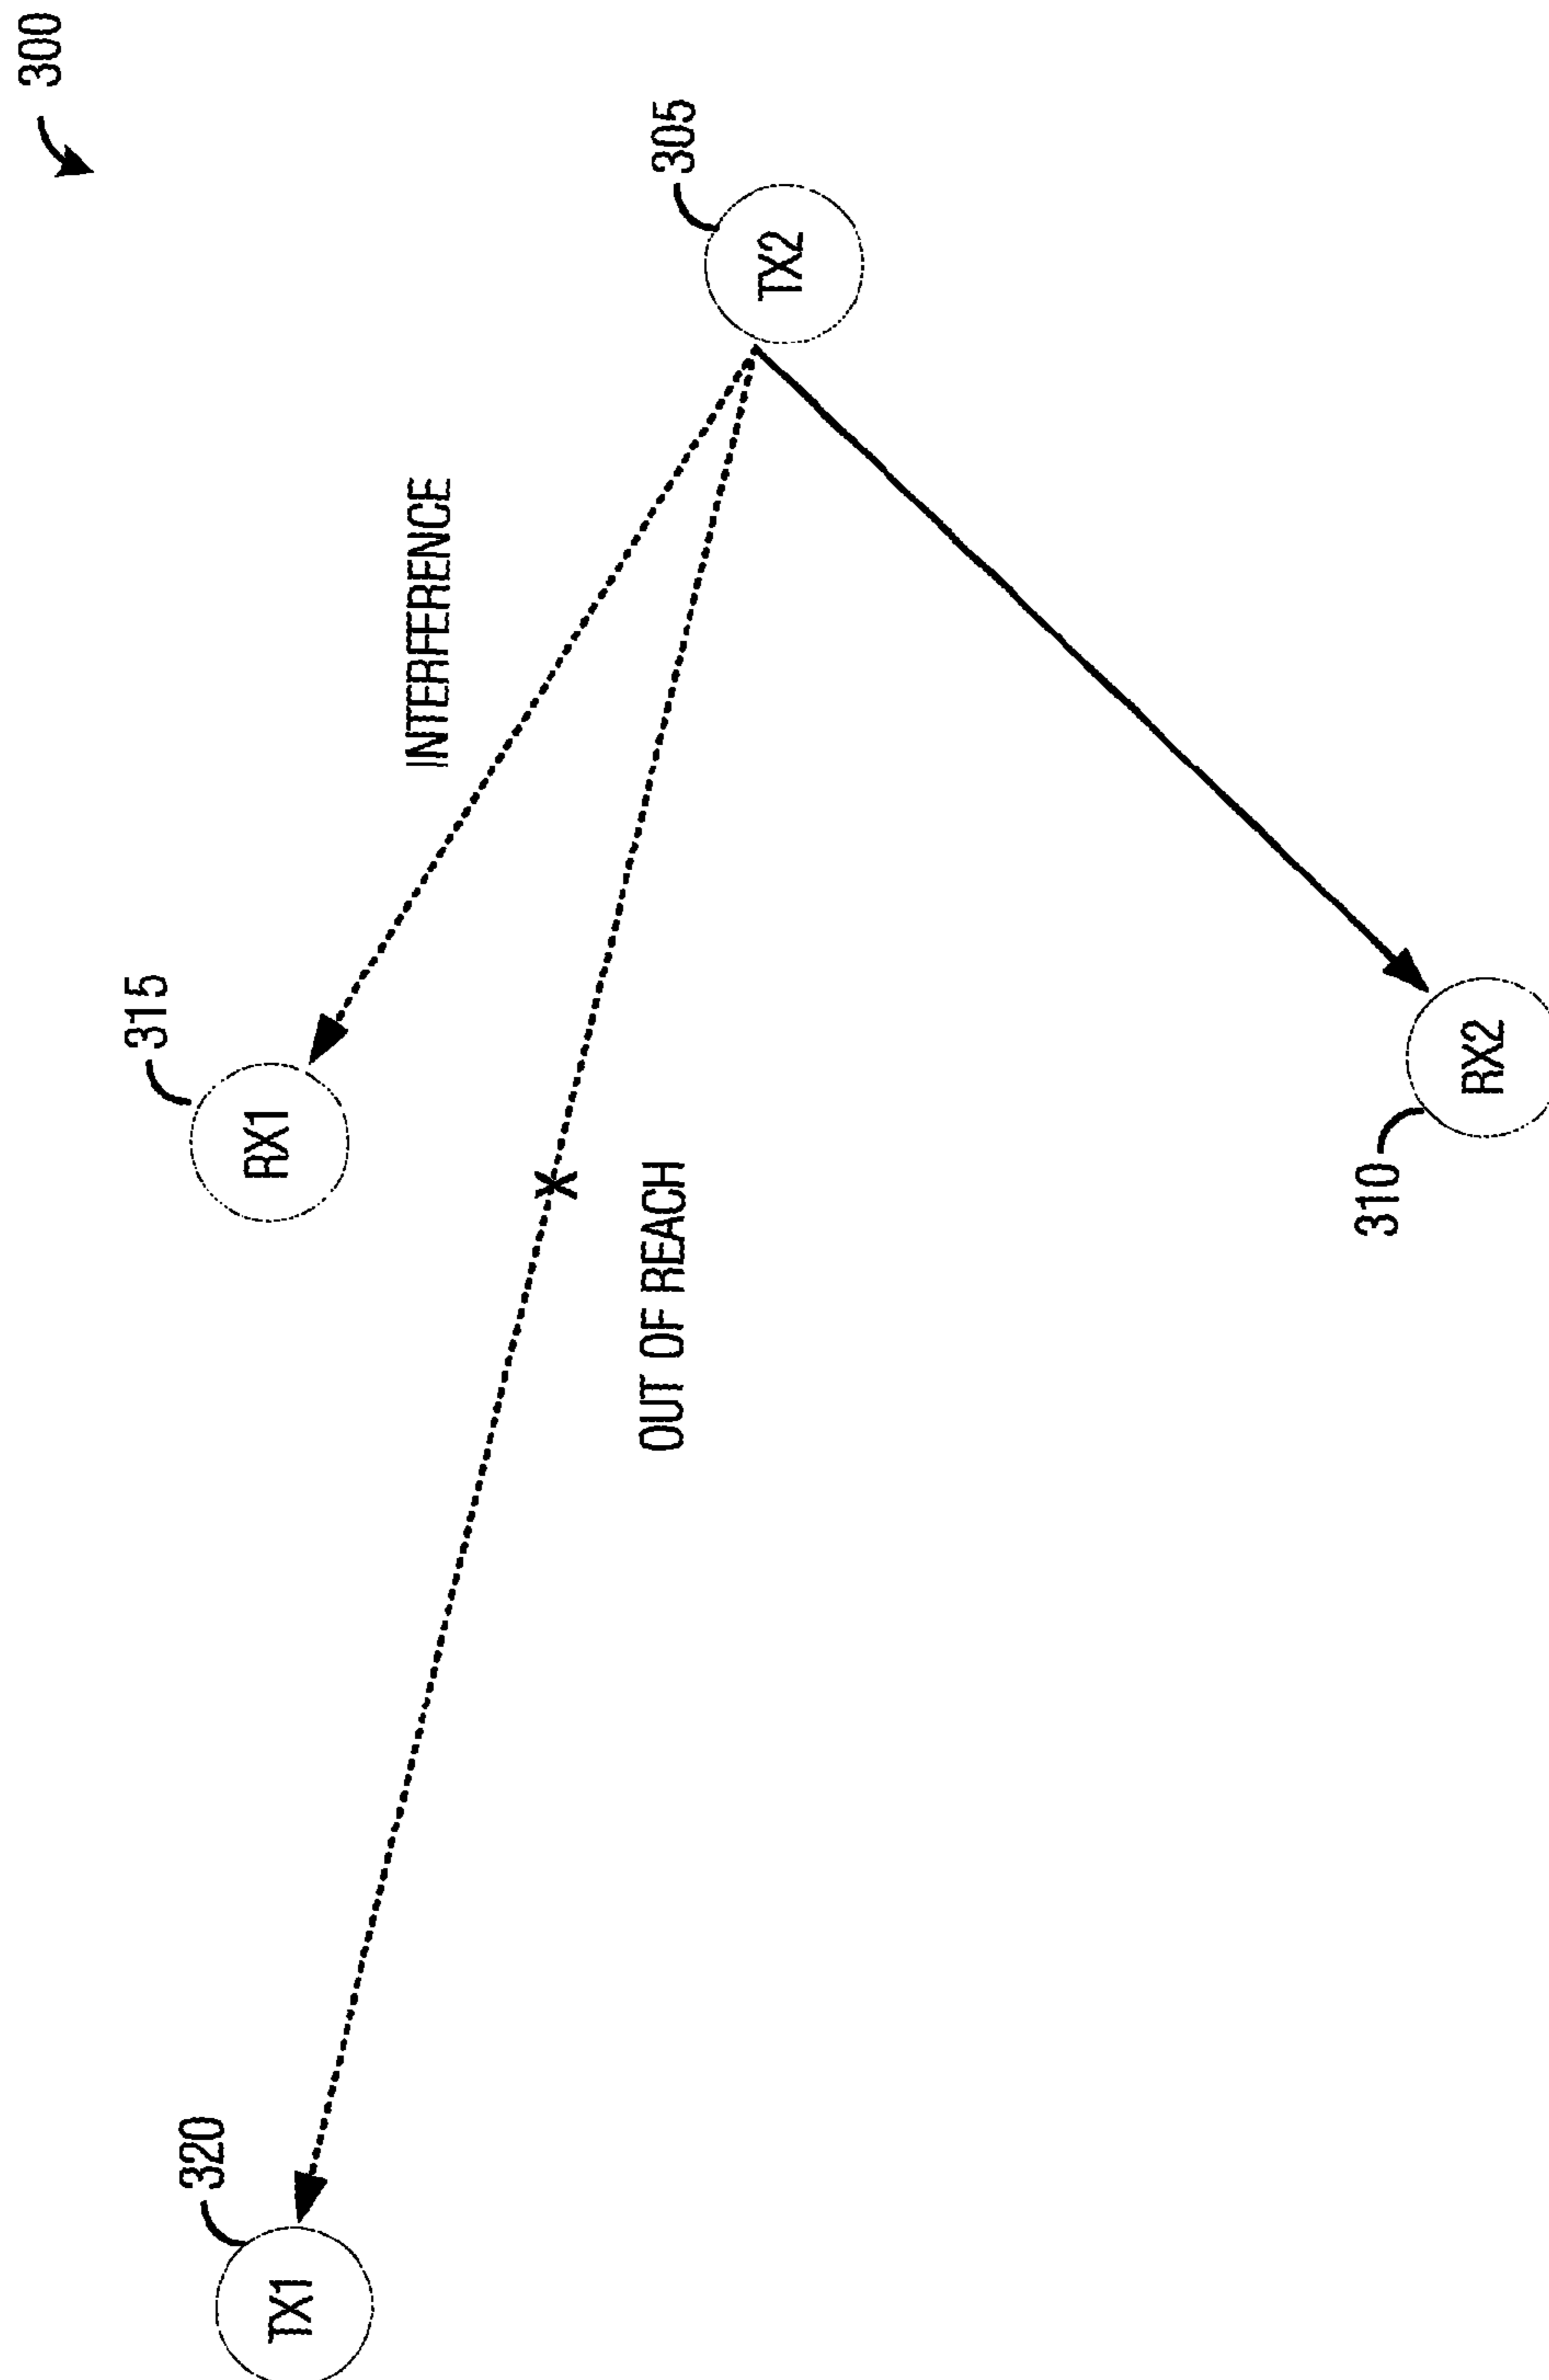 300
305
TX2
INTERFERENCE
315
RX1
X
OUT OF REACH
320
TX1
310
RX2